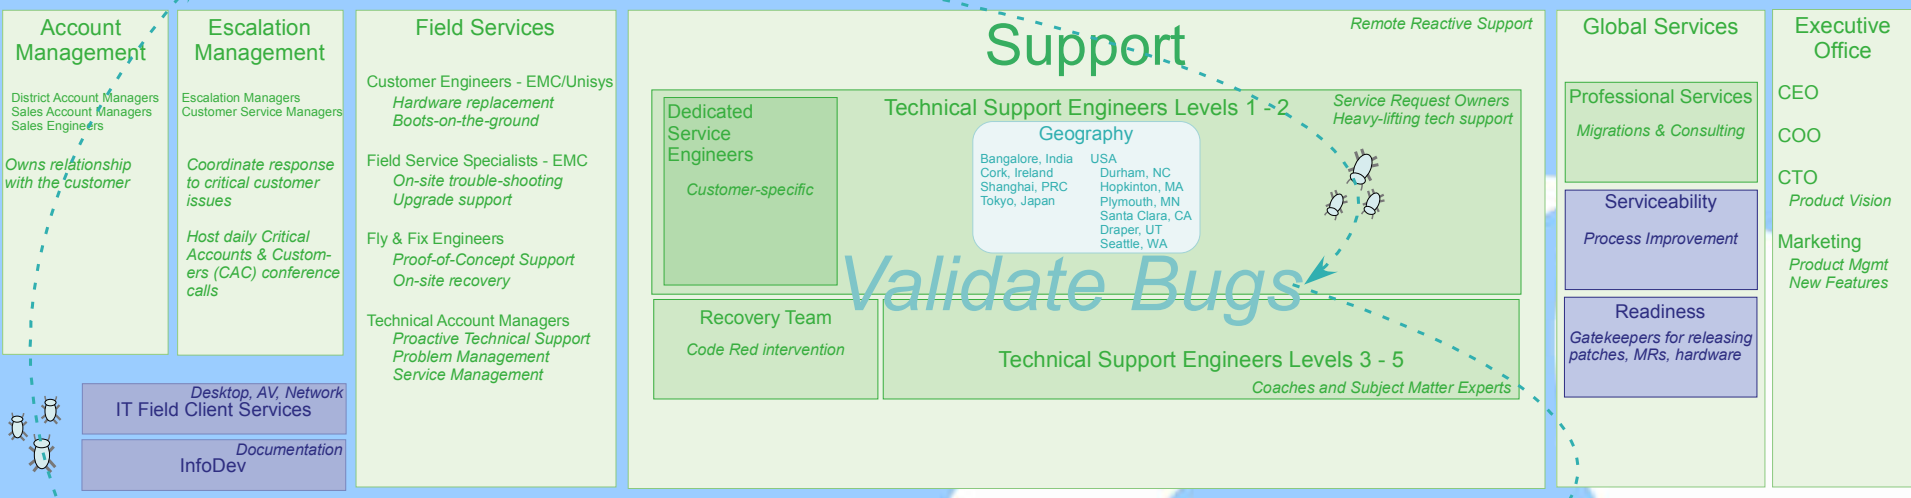 Account
Management
District Account Managers
Sales Account Managers
Sales Engineers
Owns relationship
with the customer
Escalation
Management
Escalation Managers
Customer Service Managers
Coordinate response
to critical customer
issues
Host daily Critical
Accounts & Custom-
ers (CAC) conference
calls
Desktop, AV, Network
IT Field Client Services
Documentation
InfoDev
Field Services
Customer Engineers - EMC/Unisys
Hardware replacement
Boots-on-the-ground
Field Service Specialists - EMC
On-site trouble-shooting
Upgrade support
Fly & Fix Engineers
Proof-of-Concept Support
On-site recovery
Technical Account Managers
Proactive Technical Support
Problem Management
Service Management
Support
Remote Reactive Support
Dedicated
Service
Engineers
Customer-specific
Technical Support Engineers Levels 1 - 2
Service Request Owners
Heavy-lifting tech support
Geography
Bangalore, India
Cork, Ireland
Shanghai, PRC
Tokyo, Japan
USA
Durham, NC
Hopkinton, MA
Plymouth, MN
Santa Clara, CA
Draper, UT
Seattle, WA
Validate Bugs
Recovery Team
Code Red intervention
Technical Support Engineers Levels 3 - 5
Coaches and Subject Matter Experts
Global Services
Professional Services
Migrations & Consulting
Serviceability
Process Improvement
Readiness
Gatekeepers for releasing
patches, MRs, hardware
Executive
Office
CEO
COO
CTO
Product Vision
Marketing
Product Mgmt
New Features